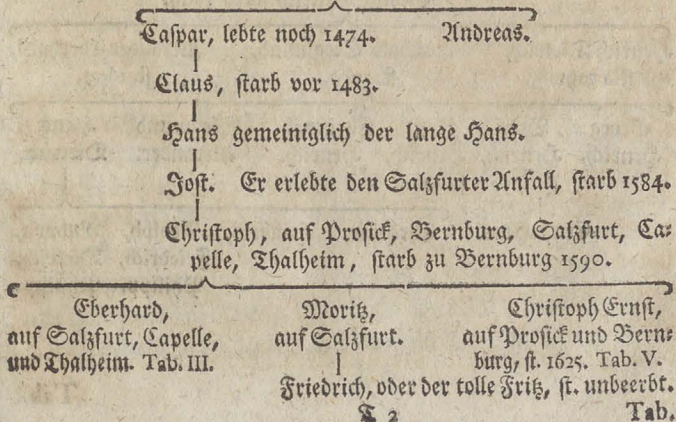 Caspar, lebte noch 1474. Andreas.
Claus, starb vor 1483.
Hans gemeiniglich der lange Hans.
Jost. Er erlebte den Salzfurter Anfall, starb 1584.
Christoph, auf Prosick, Bernburg, Salzfurt, Ca-
pelle, Thalheim, starb zu Bernburg 1590.
Eberhard,
auf Salzfurt, Capelle,
und Thalheim. Tab. III.
Moritz,
auf Salzfurt.
Christoph Ernst,
auf Prosick und Bern-
burg, st. 1625. Tab. V.
Friedrich, oder der tolle Fritz, st. unbeerbt.
T 2 Tab.